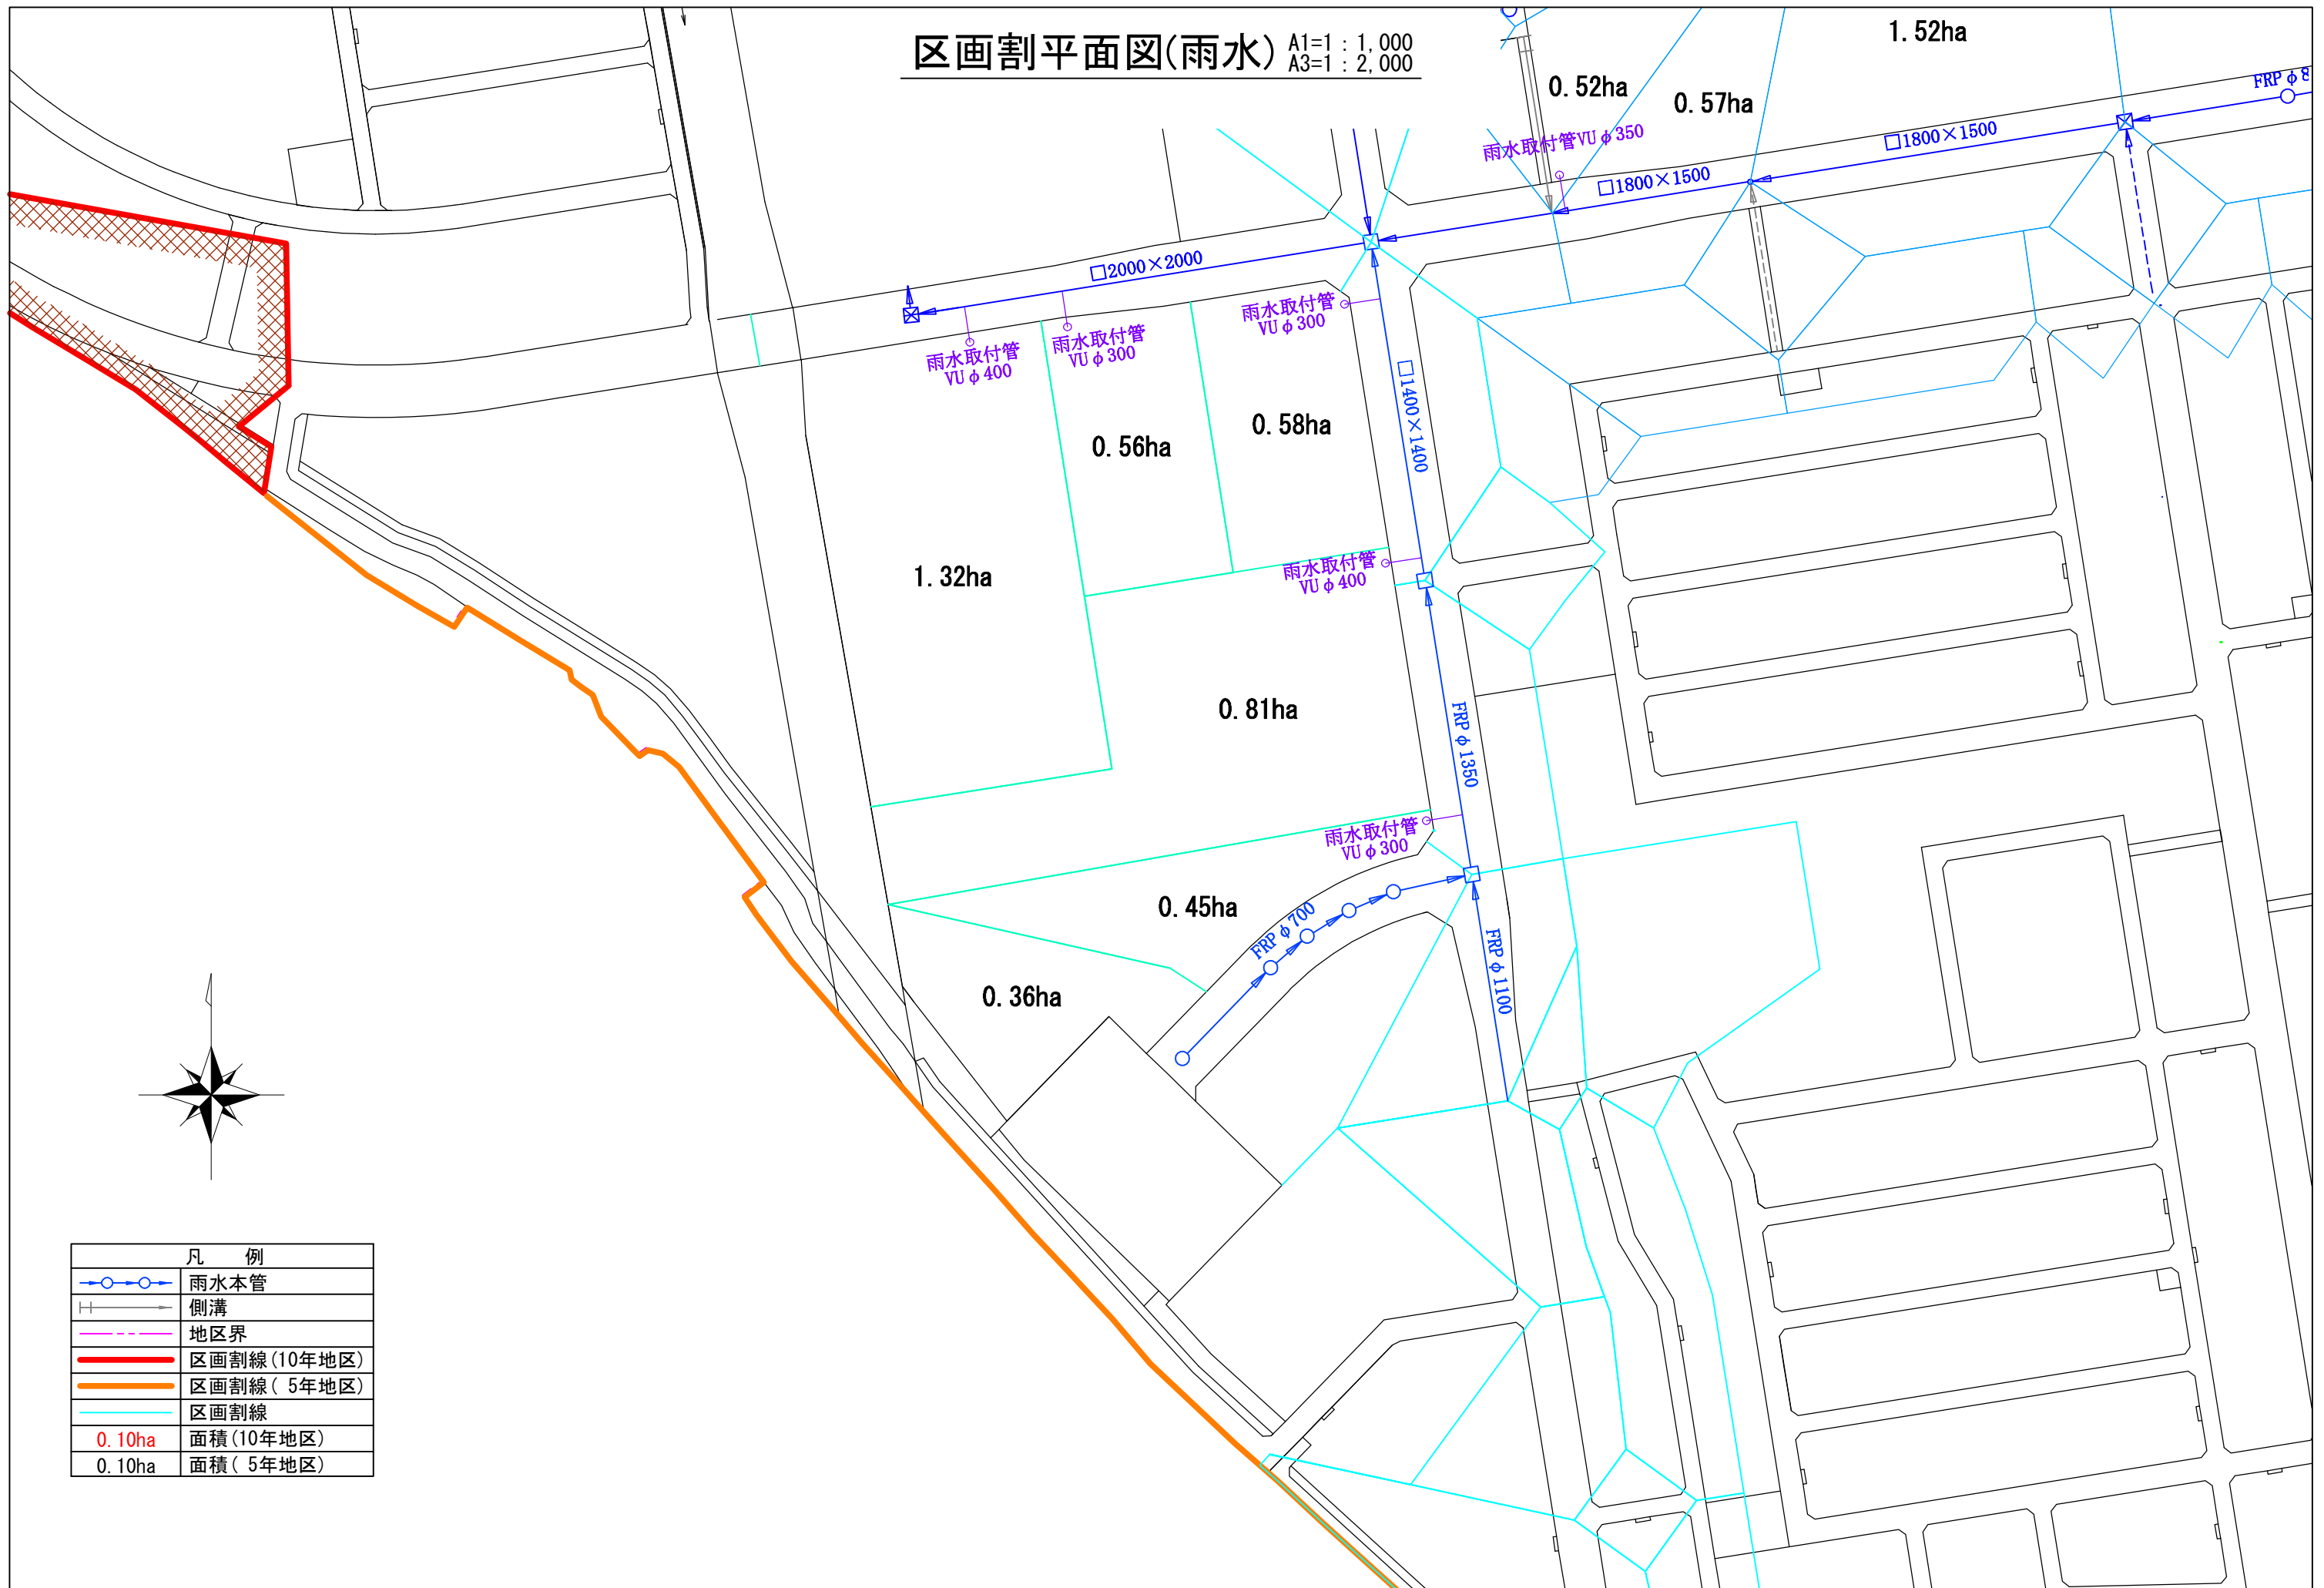 区画割平面図(雨水) A1=1：1,000
A3=1：2,000
1.52ha
0.52ha
0.57ha
FRPφ8
雨水取付管VUφ350
□1800×1500
□1800×1500
□2000×2000
雨水取付管
VUφ400
雨水取付管
VUφ300
雨水取付管
VUφ300
□1400×1400
0.56ha
0.58ha
1.32ha
雨水取付管
VUφ400
0.81ha
FRPφ1350
雨水取付管
VUφ300
0.45ha
FRPφ700
FRPφ1100
0.36ha
凡　例
雨水本管
側溝
地区界
区画割線(10年地区)
区画割線( 5年地区)
区画割線
0.10ha 面積(10年地区)
0.10ha 面積( 5年地区)